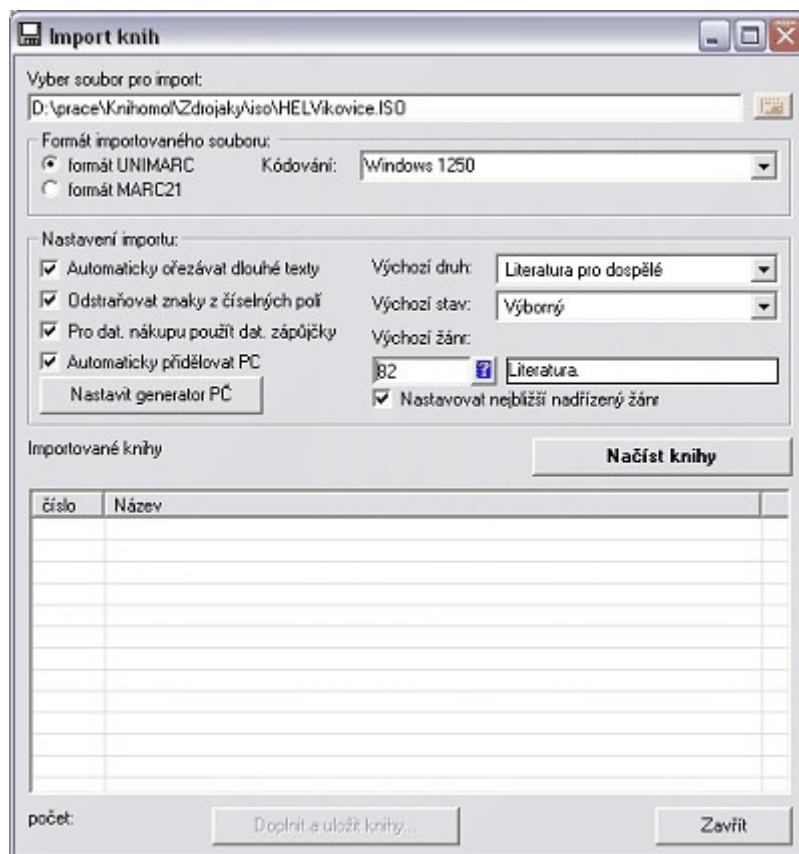 Import knih
Vyber soubor pro import:
D:\prace\Knihomol\Zdrojaky\iso\HELVikovice.ISO
Formát importovaného souboru:
formát UNIMARC Kódování: Windows 1250
formát MARC21
Nastavení importu:
Automaticky ořezávat dlouhé texty Výchozí druh: Literatura pro dospělé
Odstraňovat znaky z číselných polí Výchozí stav: Výborný
Pro dat. nákupu použít dat. zápůjčky Výchozí žánr:
Automaticky přidělovat PC 82 Literatura.
Nastavit generator PČ Nastavovat nejbližší nadřízený žánr
Importované knihy Načíst knihy
číslo Název
počet: Doplnit a uložit knihy... Zavřít